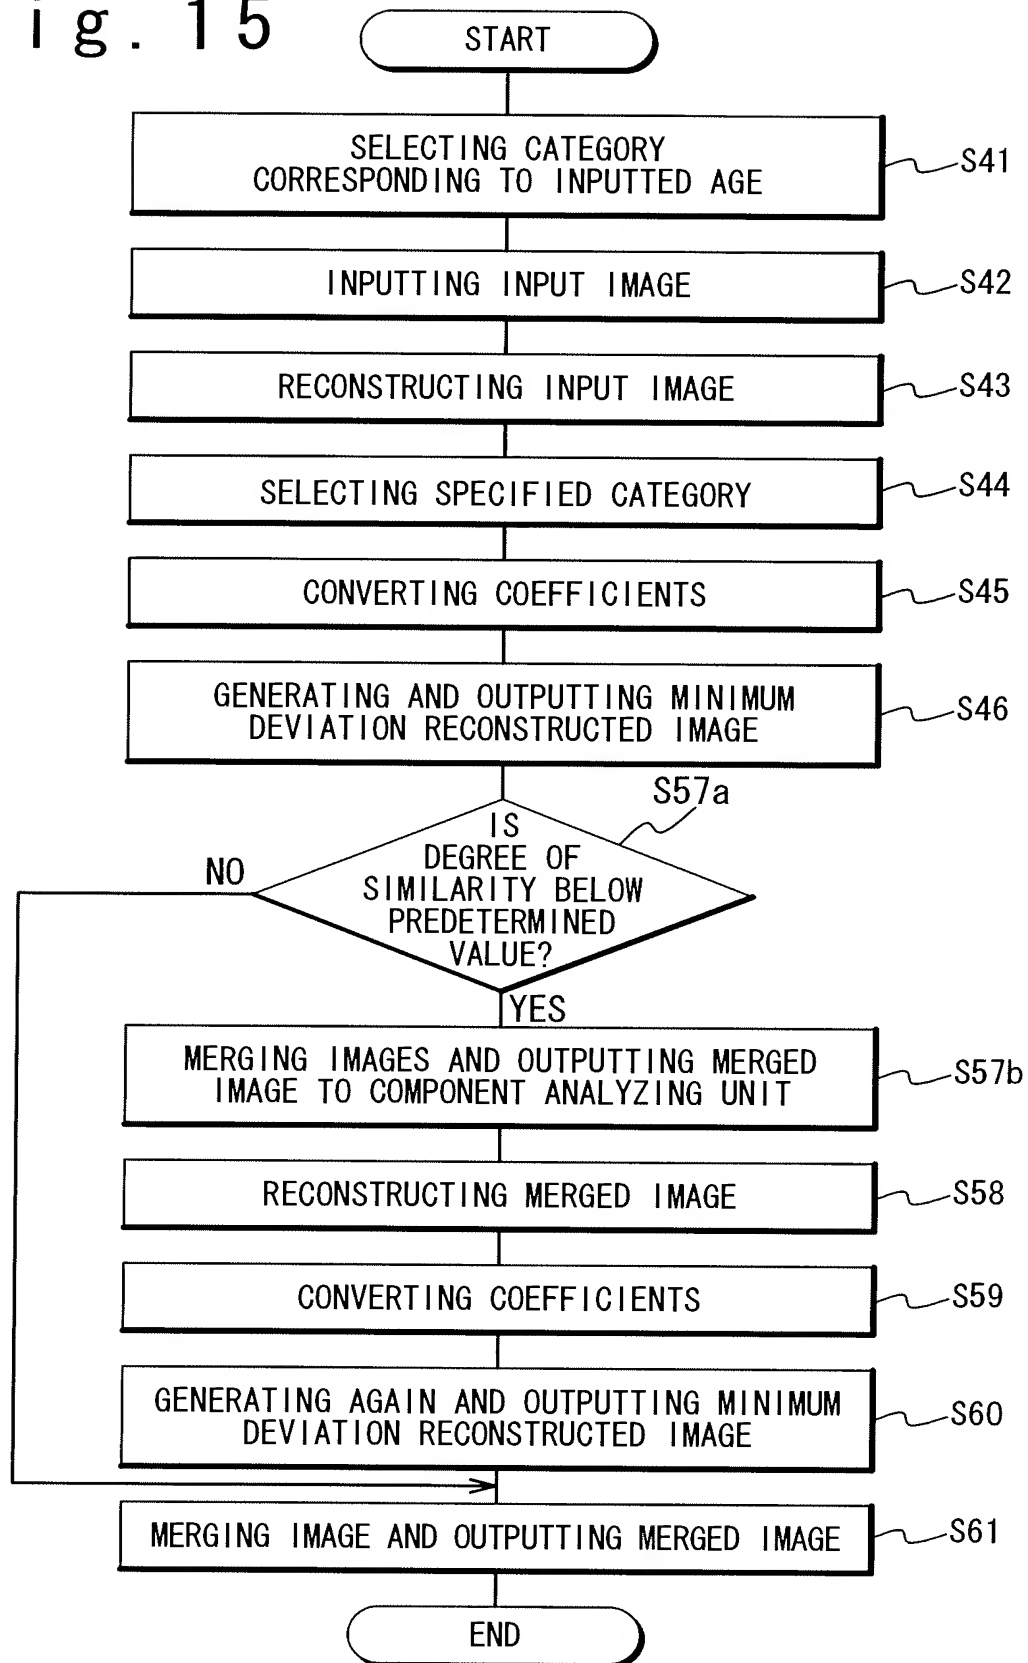 ig. 15
START
SELECTING CATEGORY
CORRESPONDING TO INPUTTED AGE
S41
INPUTTING INPUT IMAGE
S42
RECONSTRUCTING INPUT IMAGE
S43
SELECTING SPECIFIED CATEGORY
S44
CONVERTING COEFFICIENTS
S45
GENERATING AND OUTPUTTING MINIMUM
DEVIATION RECONSTRUCTED IMAGE
S46
S57a
IS
DEGREE OF
SIMILARITY BELOW
PREDETERMINED
VALUE?
NO
YES
MERGING IMAGES AND OUTPUTTING MERGED
IMAGE TO COMPONENT ANALYZING UNIT
S57b
RECONSTRUCTING MERGED IMAGE
S58
CONVERTING COEFFICIENTS
S59
GENERATING AGAIN AND OUTPUTTING MINIMUM
DEVIATION RECONSTRUCTED IMAGE
S60
MERGING IMAGE AND OUTPUTTING MERGED IMAGE
S61
END